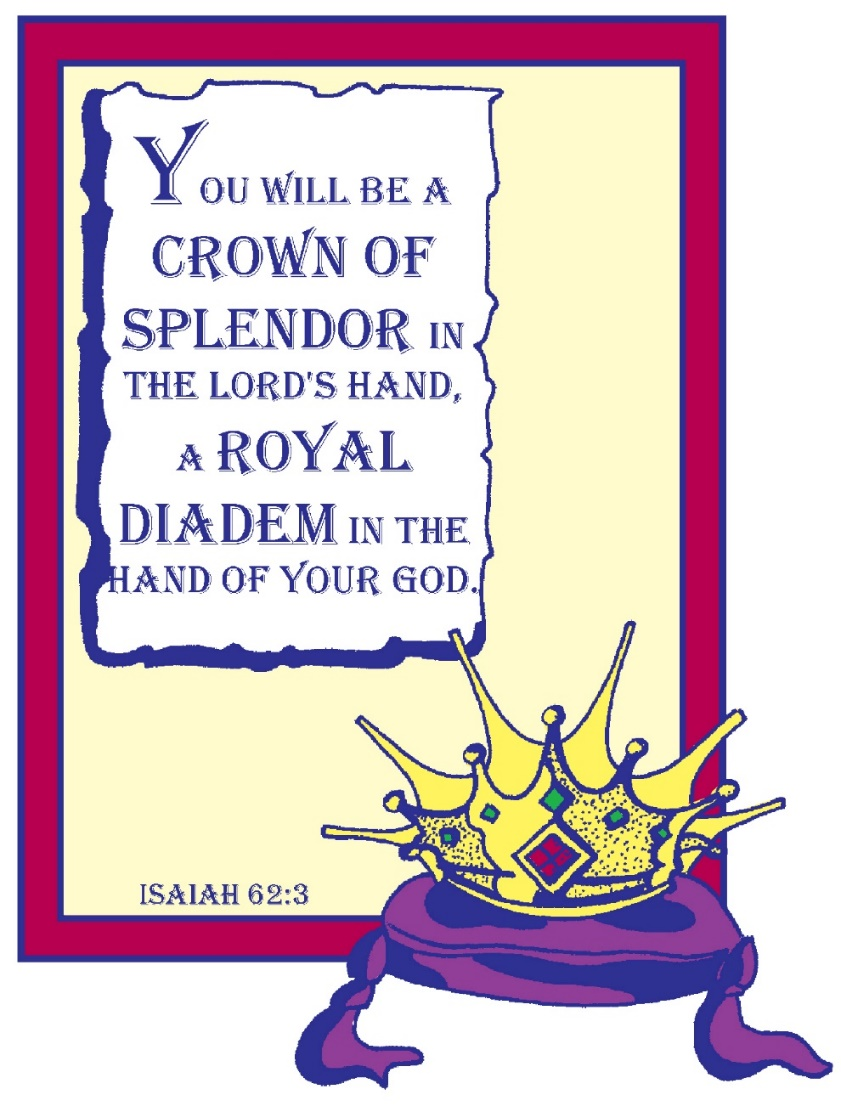 YOU WILL BE A
CROWN OF
SPLENDOR IN
THE LORD'S HAND,
A ROYAL
DIADEM IN THE
HAND OF YOUR GOD.
ISAIAH 62:3